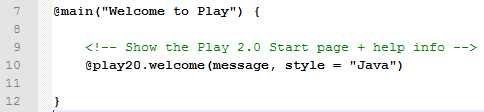 7 @main("Welcome to Play") {
8
9 <!-- Show the Play 2.0 Start page + help info -->
10 @play20.welcome(message, style = "Java")
11
12 }